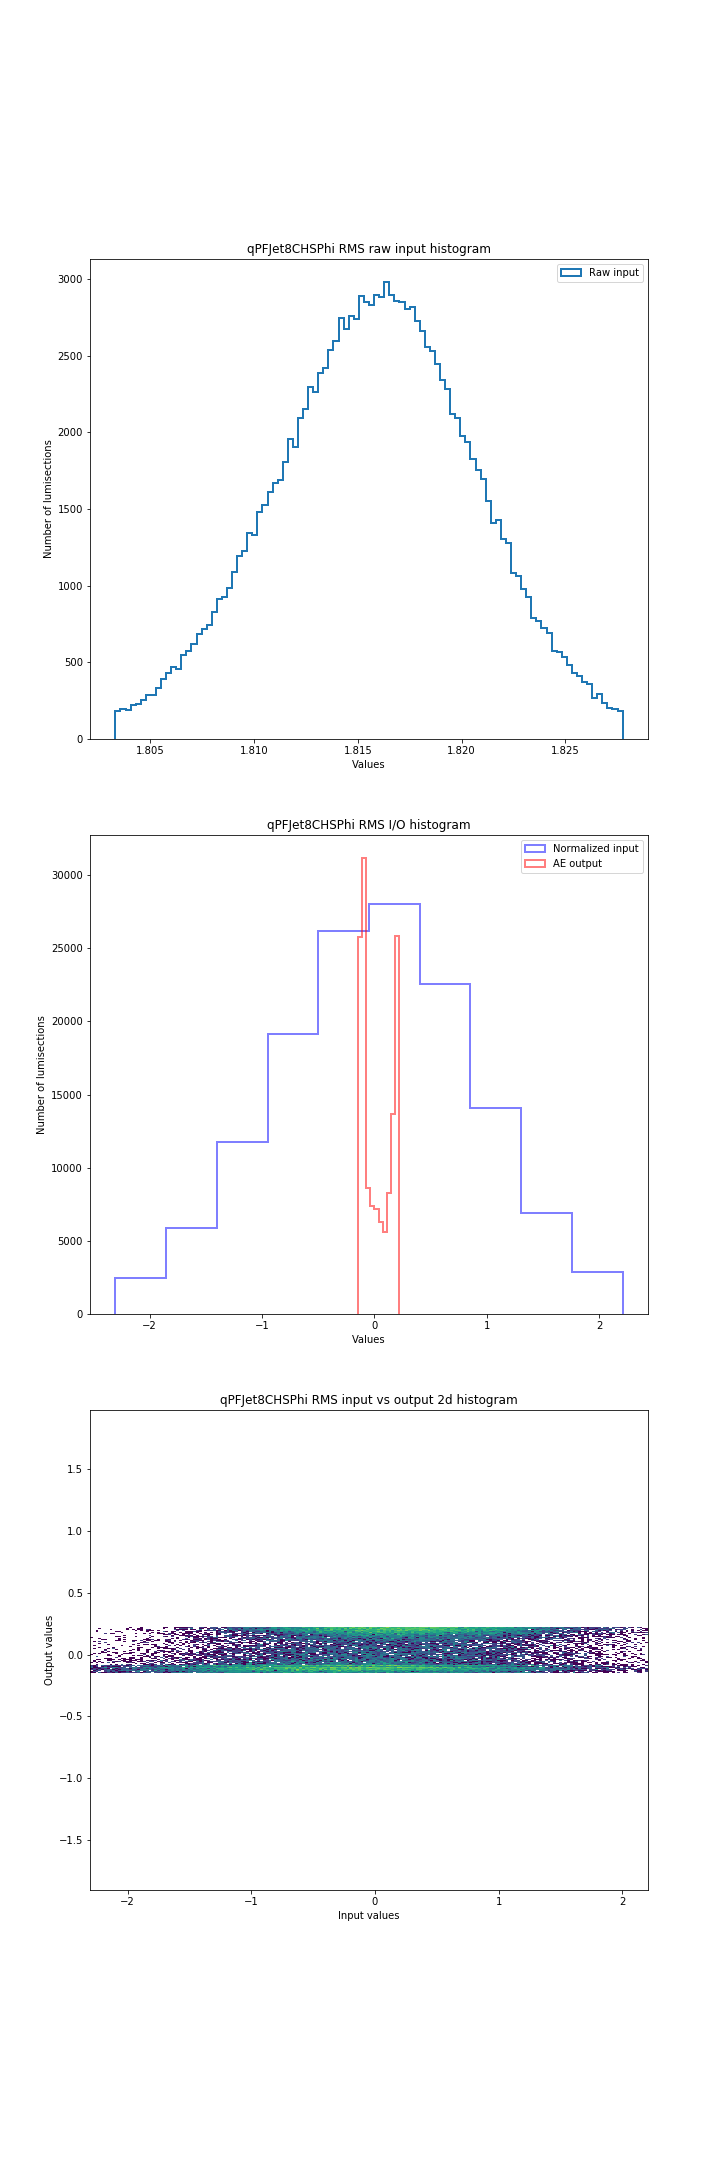 qPFJet8CHSPhi RMS raw input histogram
Raw input
3000
2500
2000
1500
1000
500
0
Number of lumisections
1.805 1.810 1.815 1.820 1.825
Values
qPFJet8CHSPhi RMS I/O histogram
Normalized input
AE output
30000
25000
20000
15000
10000
5000
0
Number of lumisections
−2 −1 0 1 2
Values
qPFJet8CHSPhi RMS input vs output 2d histogram
1.5
1.0
0.5
0.0
−0.5
−1.0
−1.5
Output values
−2 −1 0 1 2
Input values